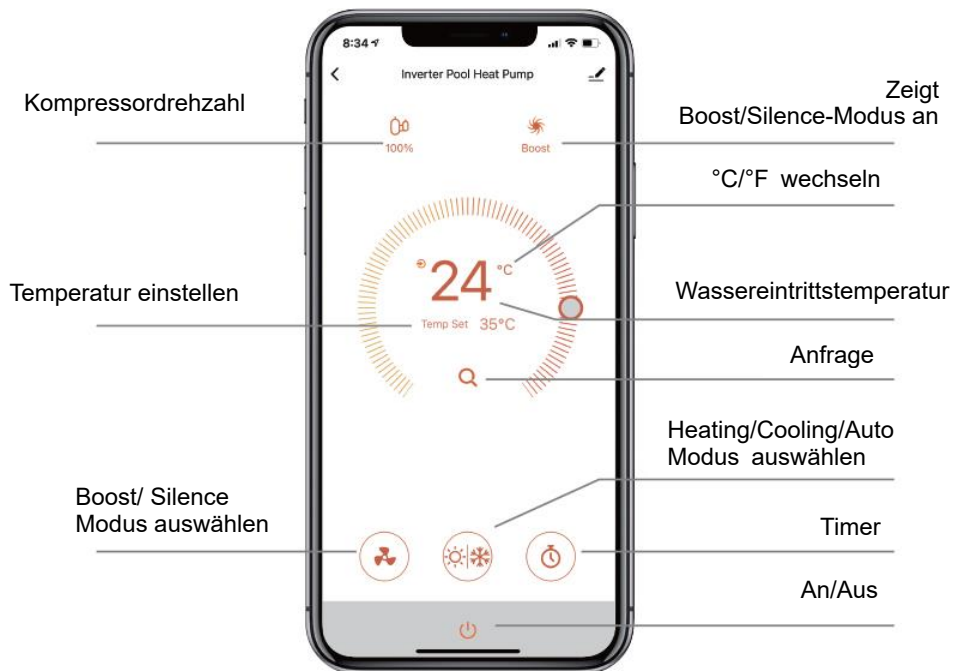 8:34
Inverter Pool Heat Pump
Kompressordrehzahl
Zeigt
Boost/Silence-Modus an
100%
Boost
°C/°F wechseln
24 °C
Temperatur einstellen
Wassereintrittstemperatur
Temp Set 35°C
Anfrage
Heating/Cooling/Auto
Modus auswählen
Boost/ Silence
Modus auswählen
Timer
An/Aus